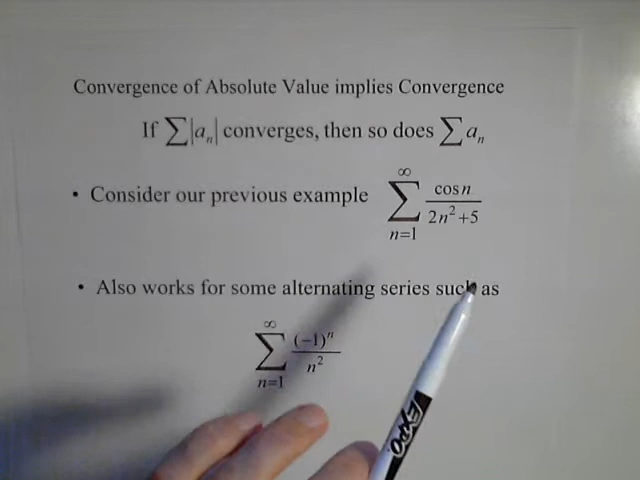 Convergence of Absolute Value implies Convergence
If ∑|aₙ| converges, then so does ∑ aₙ
• Consider our previous example ∑_{n=1}^{∞} cos n / (2n²+5)
• Also works for some alternating series such as
∑_{n=1}^{∞} (−1)ⁿ / n²
EXPO